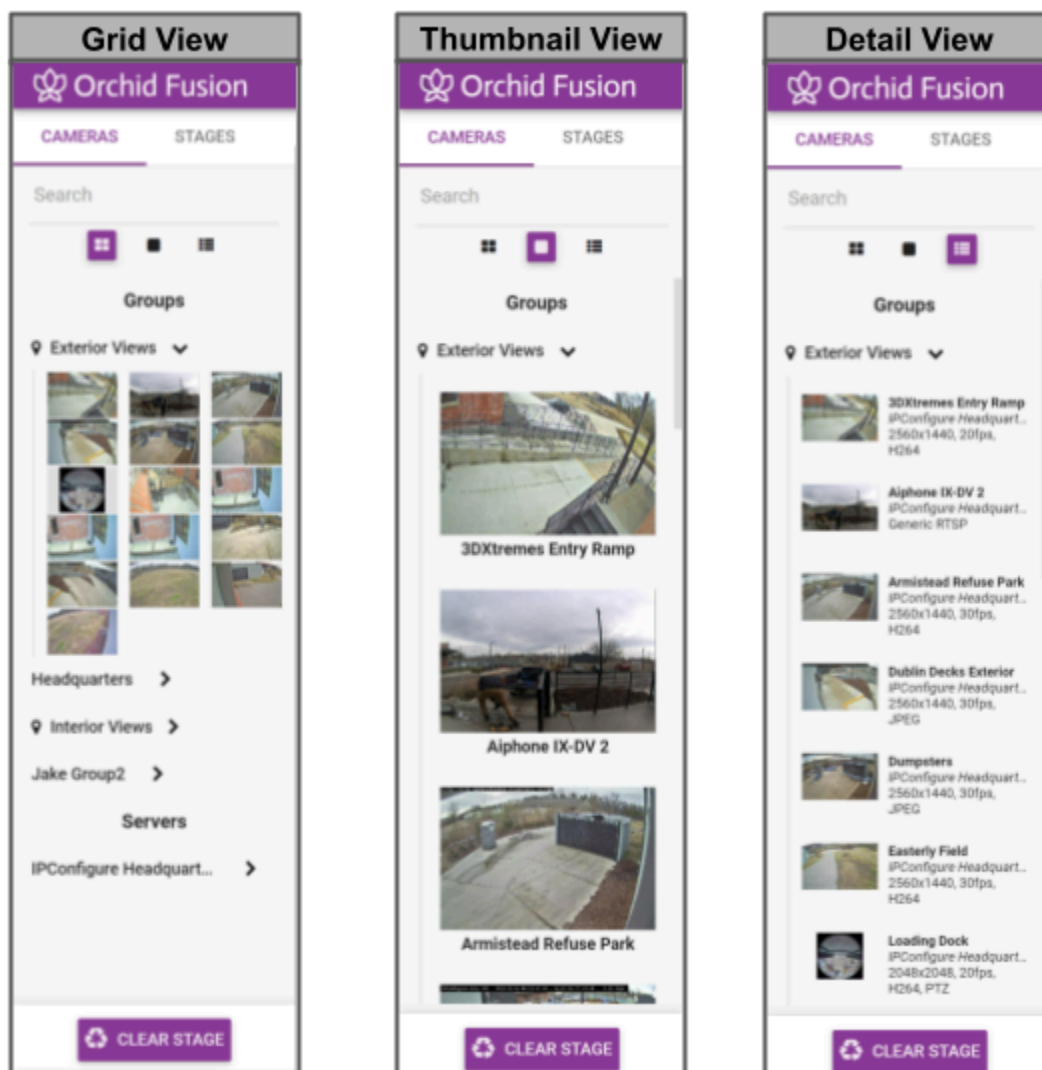 Grid View
Orchid Fusion
CAMERAS STAGES
Search
Groups
Exterior Views
Headquarters
Interior Views
Jake Group2
Servers
IPConfigure Headquart...
CLEAR STAGE
Thumbnail View
Orchid Fusion
CAMERAS STAGES
Search
Groups
Exterior Views
3DXtremes Entry Ramp
Aiphone IX-DV 2
Armistead Refuse Park
CLEAR STAGE
Detail View
Orchid Fusion
CAMERAS STAGES
Search
Groups
Exterior Views
3DXtremes Entry Ramp
IPConfigure Headquart...
2560x1440, 20fps,
H264
Aiphone IX-DV 2
IPConfigure Headquart...
Generic RTSP
Armistead Refuse Park
IPConfigure Headquart...
2560x1440, 30fps,
H264
Dublin Decks Exterior
IPConfigure Headquart...
2560x1440, 30fps,
JPEG
Dumpsters
IPConfigure Headquart...
2560x1440, 30fps,
JPEG
Easterly Field
IPConfigure Headquart...
2560x1440, 30fps,
H264
Loading Dock
IPConfigure Headquart...
2048x2048, 20fps,
H264, PTZ
CLEAR STAGE